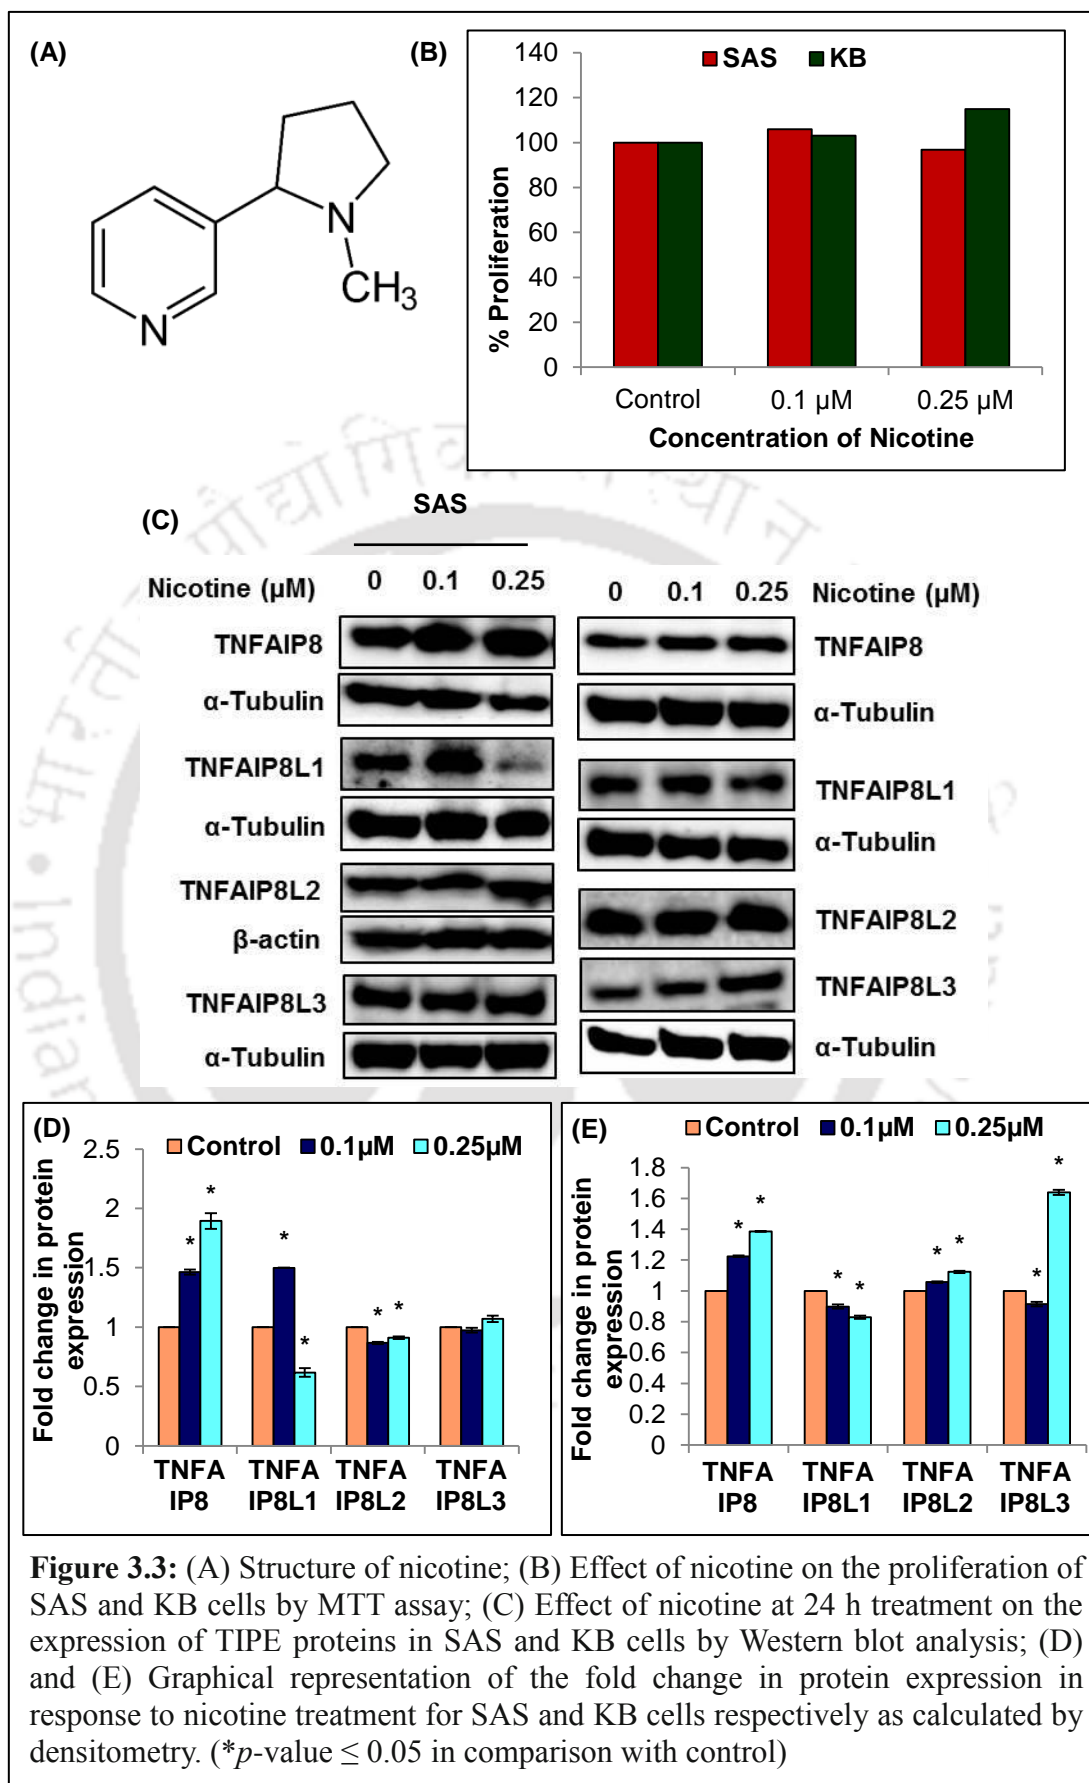 (A)
N
CH3
N
(B)
SAS KB
140
120
100
80
60
40
20
0
% Proliferation
Control 0.1 µM 0.25 µM
Concentration of Nicotine
(C)
SAS
Nicotine (µM) 0 0.1 0.25
TNFAIP8
α-Tubulin
TNFAIP8L1
α-Tubulin
TNFAIP8L2
β-actin
TNFAIP8L3
α-Tubulin
0 0.1 0.25 Nicotine (µM)
TNFAIP8
α-Tubulin
TNFAIP8L1
α-Tubulin
TNFAIP8L2
TNFAIP8L3
α-Tubulin
(D)
Control 0.1µM 0.25µM
2.5
2
1.5
1
0.5
0
Fold change in protein
expression
* * * * * *
TNFA TNFA TNFA TNFA
IP8 IP8L1 IP8L2 IP8L3
(E)
Control 0.1µM 0.25µM
1.8
1.6
1.4
1.2
1
0.8
0.6
0.4
0.2
0
Fold change in protein
expression
* * * * * * * *
TNFA TNFA TNFA TNFA
IP8 IP8L1 IP8L2 IP8L3
Figure 3.3: (A) Structure of nicotine; (B) Effect of nicotine on the proliferation of
SAS and KB cells by MTT assay; (C) Effect of nicotine at 24 h treatment on the
expression of TIPE proteins in SAS and KB cells by Western blot analysis; (D)
and (E) Graphical representation of the fold change in protein expression in
response to nicotine treatment for SAS and KB cells respectively as calculated by
densitometry. (*p-value ≤ 0.05 in comparison with control)